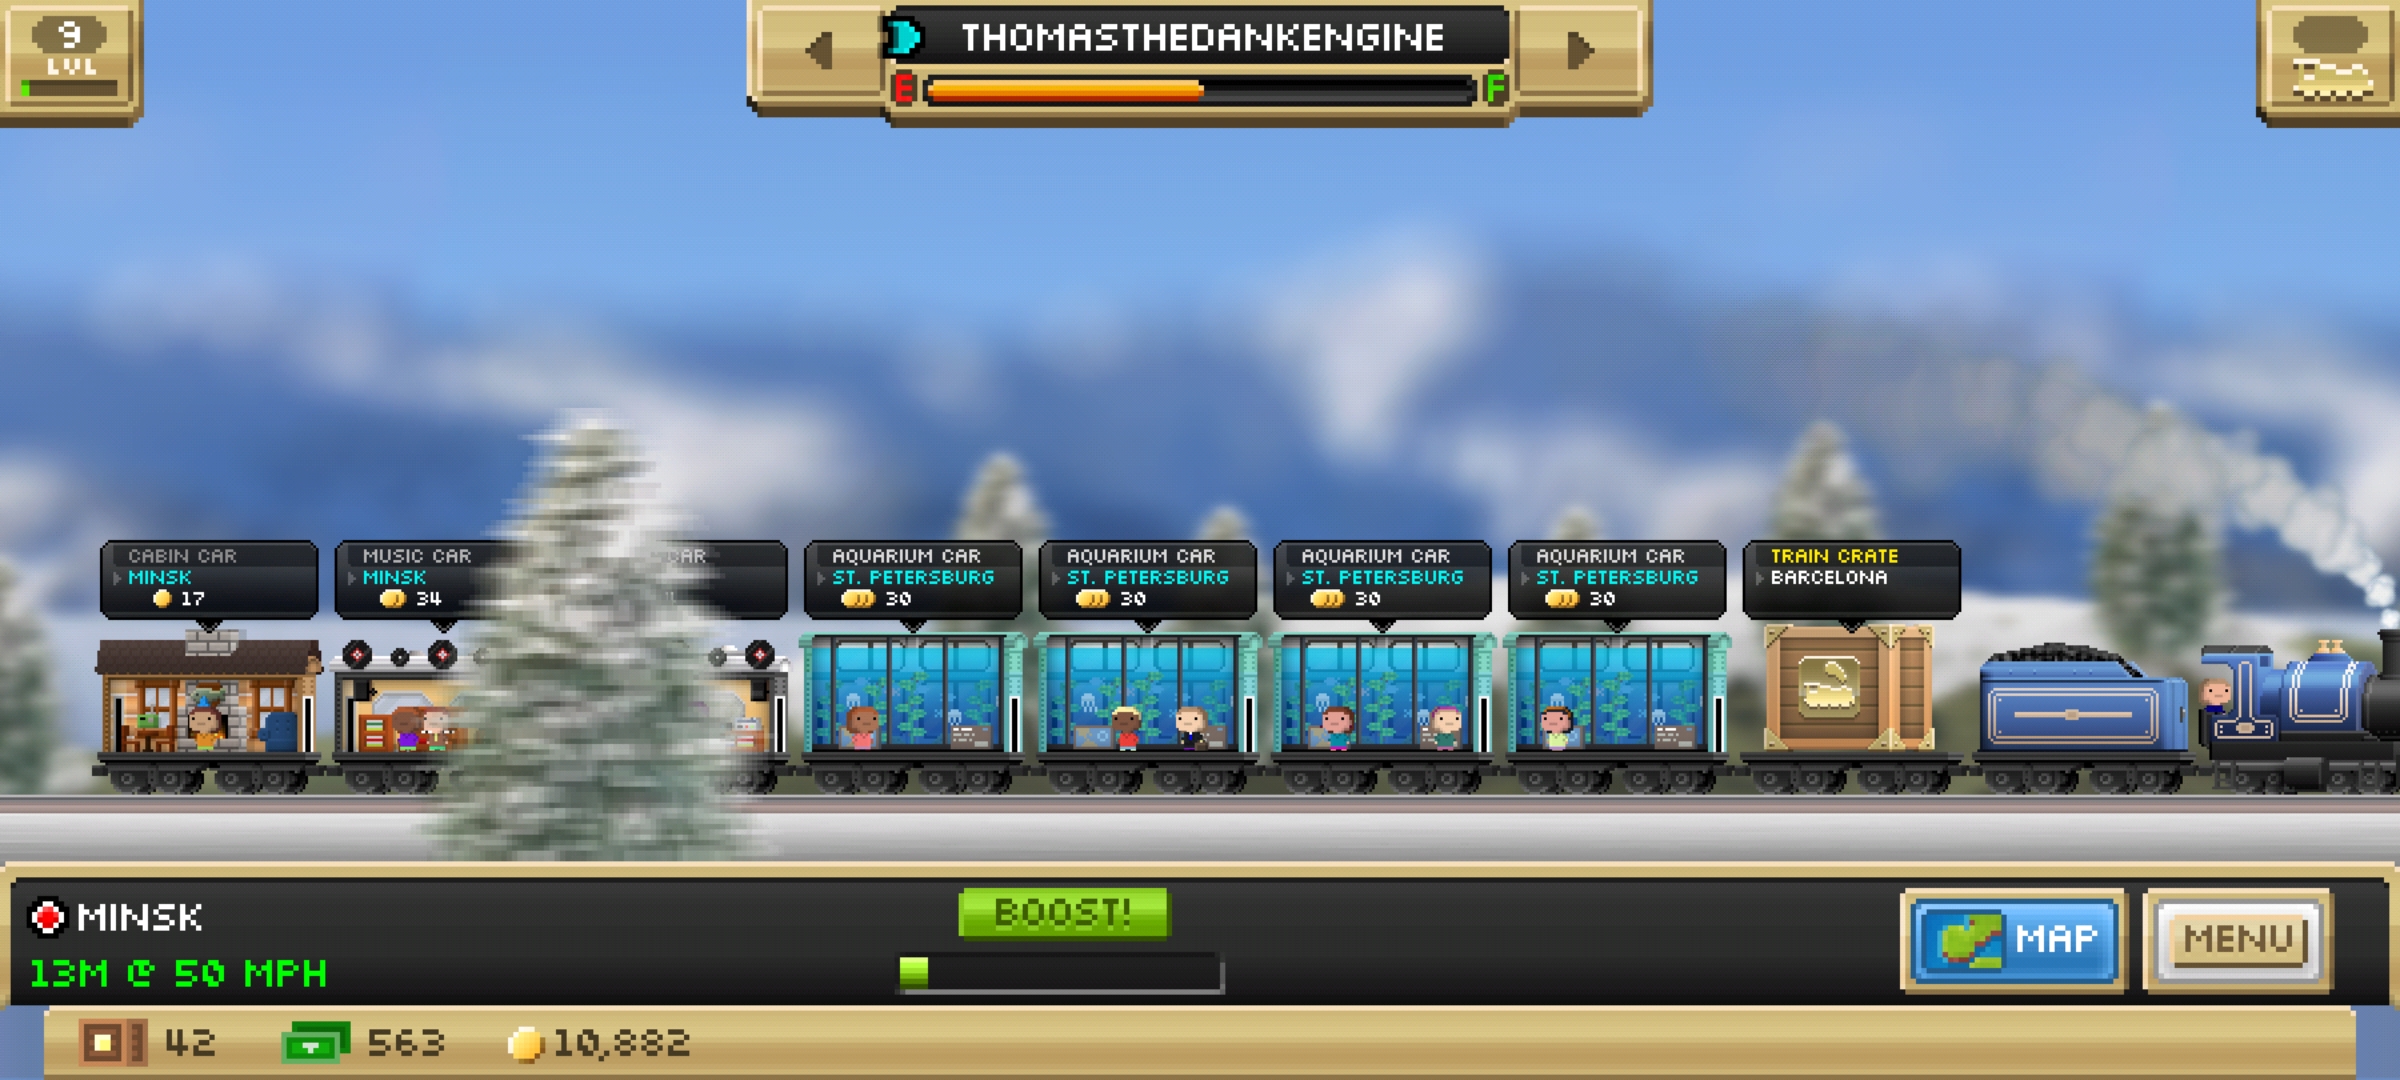 9
LVL
THOMASTHEDANKENGINE
E
F
CABIN CAR
MINSK
17
MUSIC CAR
MINSK
34
CAR
AQUARIUM CAR
ST. PETERSBURG
30
AQUARIUM CAR
ST. PETERSBURG
30
AQUARIUM CAR
ST. PETERSBURG
30
AQUARIUM CAR
ST. PETERSBURG
30
TRAIN CRATE
BARCELONA
MINSK
13M @ 50 MPH
BOOST!
MAP
MENU
42
563
10,882